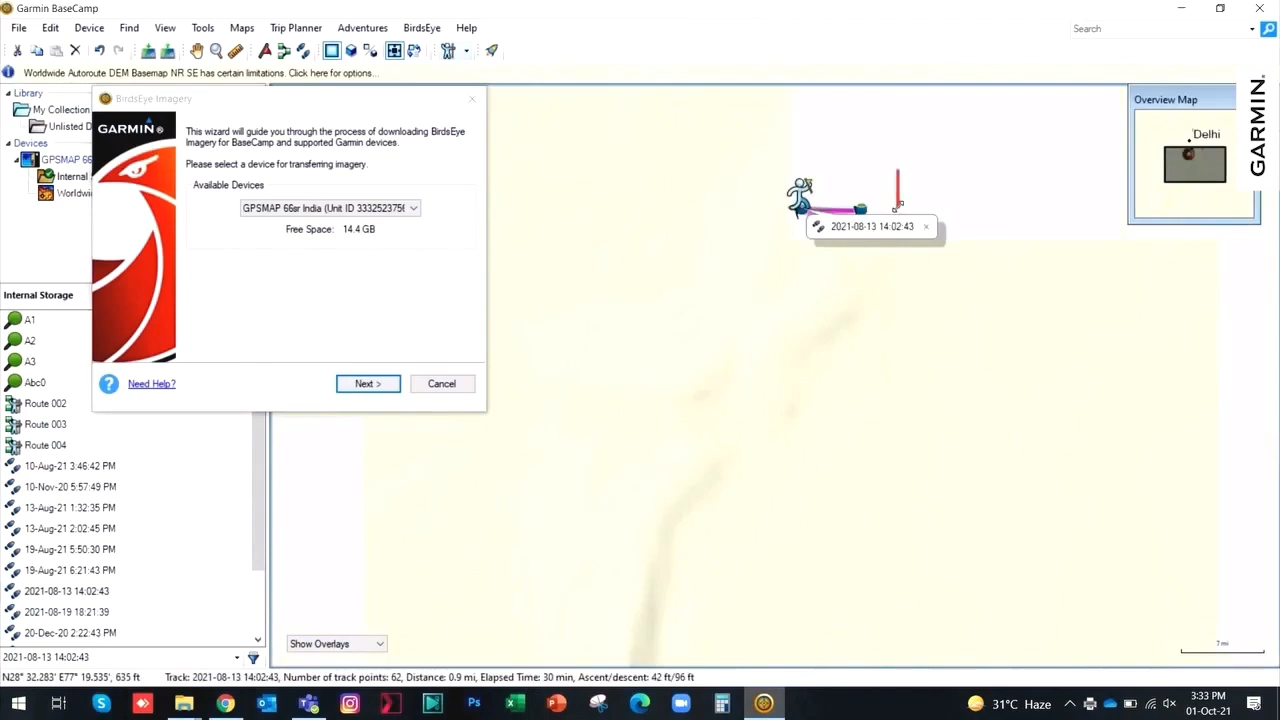 Garmin BaseCamp
File Edit Device Find View Tools Maps Trip Planner Adventures BirdsEye Help
Search
Worldwide Autoroute DEM Basemap NR SE has certain limitations. Click here for options...
Library
My Collection
Unlisted D
Devices
GPSMAP 66
Internal
Worldwi
BirdsEye Imagery
GARMIN®
This wizard will guide you through the process of downloading BirdsEye
Imagery for BaseCamp and supported Garmin devices.
Please select a device for transferring imagery.
Available Devices
GPSMAP 66sr India (Unit ID 3332523756
Free Space: 14.4 GB
Need Help?
Next >
Cancel
2021-08-13 14:02:43
Overview Map
Delhi
GARMIN®
Internal Storage
A1
A2
A3
Abc0
Route 002
Route 003
Route 004
10-Aug-21 3:46:42 PM
10-Nov-20 5:57:49 PM
13-Aug-21 1:32:35 PM
13-Aug-21 2:02:45 PM
19-Aug-21 5:50:30 PM
19-Aug-21 6:21:43 PM
2021-08-13 14:02:43
2021-08-19 18:21:39
20-Dec-20 2:22:43 PM
Show Overlays
2021-08-13 14:02:43
N28° 32.283' E77° 19.535', 635 ft
Track: 2021-08-13 14:02:43, Number of track points: 62, Distance: 0.9 mi, Elapsed Time: 30 min, Ascent/descent: 42 ft/96 ft
31°C Haze
3:33 PM
01-Oct-21